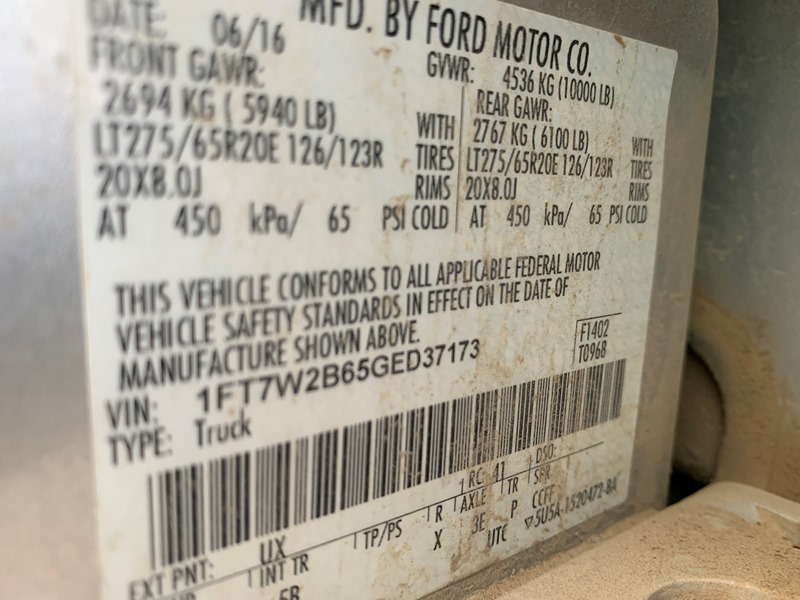 DATE: 06/16 MFD. BY FORD MOTOR CO.
FRONT GAWR: GVWR: 4536 KG (10000 LB)
2694 KG ( 5940 LB) WITH REAR GAWR: 2767 KG ( 6100 LB) WITH
LT275/65R20E 126/123R TIRES LT275/65R20E 126/123R TIRES
20X8.0J RIMS 20X8.0J RIMS
AT 450 kPa/ 65 PSI COLD AT 450 kPa/ 65 PSI COLD
THIS VEHICLE CONFORMS TO ALL APPLICABLE FEDERAL MOTOR
VEHICLE SAFETY STANDARDS IN EFFECT ON THE DATE OF
MANUFACTURE SHOWN ABOVE.
F1402
T0968
VIN: 1FT7W2B65GED37173
TYPE: Truck
RC: 41 DSO:
EXT PNT: UX TP/PS R AXLE TR SPR
INT TR X 3E P CCFF
UTC ▽5U5A-1520472-BA